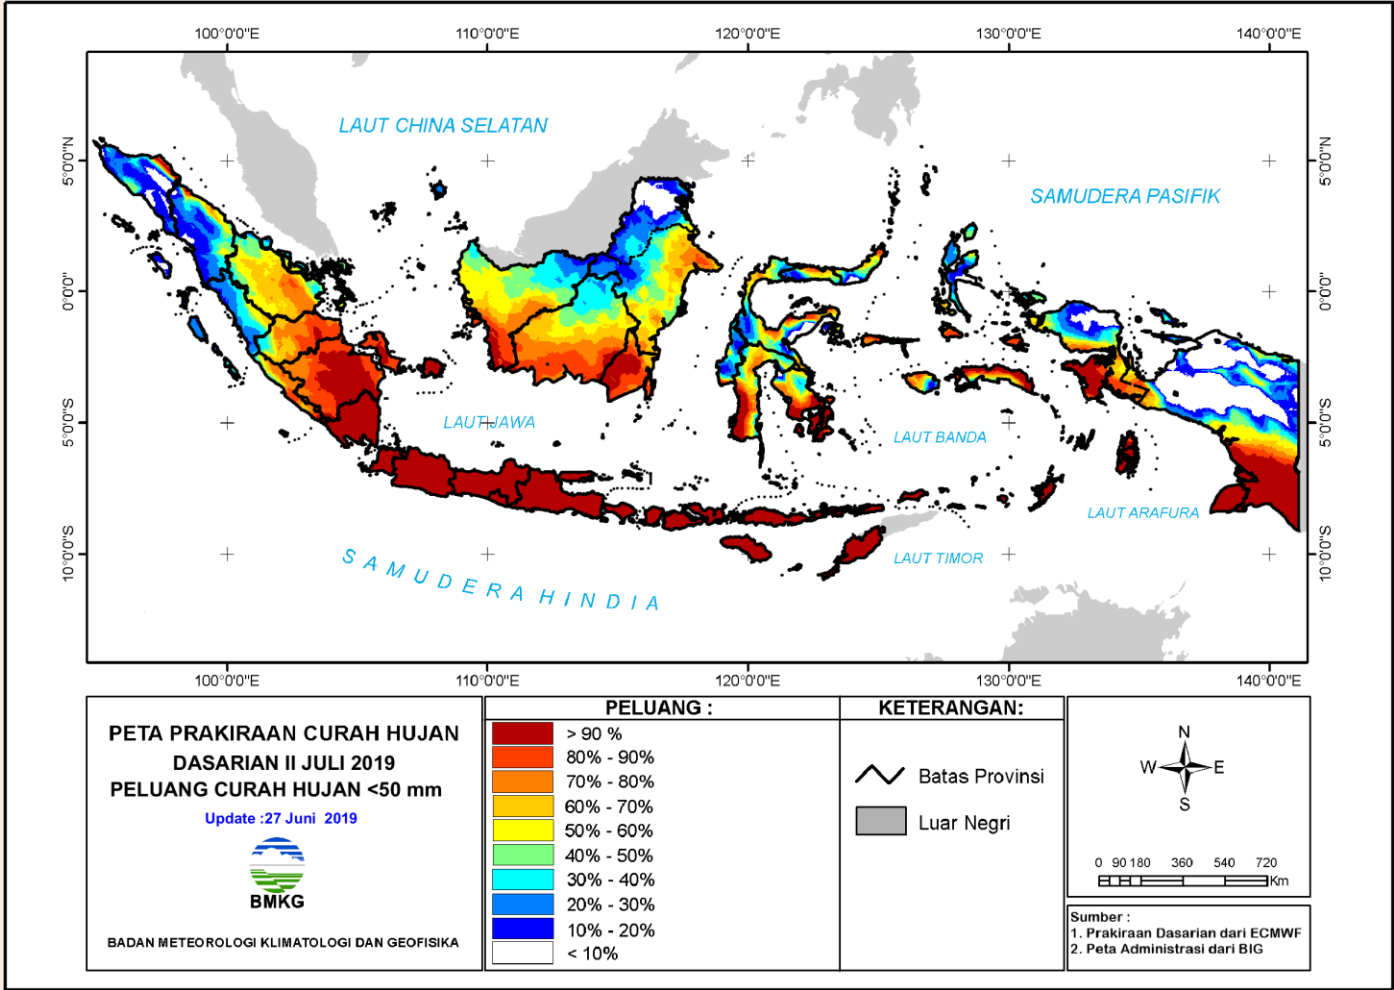 100°0'0"E
110°0'0"E
120°0'0"E
130°0'0"E
140°0'0"E
5°0'0"N
0°0'0"
5°0'0"S
10°0'0"S
LAUT CHINA SELATAN
SAMUDERA PASIFIK
LAUT JAWA
LAUT BANDA
LAUT ARAFURA
LAUT TIMOR
SAMUDERA HINDIA
5°0'0"N
0°0'0"
5°0'0"S
10°0'0"S
100°0'0"E
110°0'0"E
120°0'0"E
130°0'0"E
140°0'0"E
PETA PRAKIRAAN CURAH HUJAN
DASARIAN II JULI 2019
PELUANG CURAH HUJAN <50 mm
Update :27 Juni 2019
BMKG
BADAN METEOROLOGI KLIMATOLOGI DAN GEOFISIKA
PELUANG :
> 90 %
80% - 90%
70% - 80%
60% - 70%
50% - 60%
40% - 50%
30% - 40%
20% - 30%
10% - 20%
< 10%
KETERANGAN:
Batas Provinsi
Luar Negri
N
W E
S
0 90 180 360 540 720
Km
Sumber :
1. Prakiraan Dasarian dari ECMWF
2. Peta Administrasi dari BIG